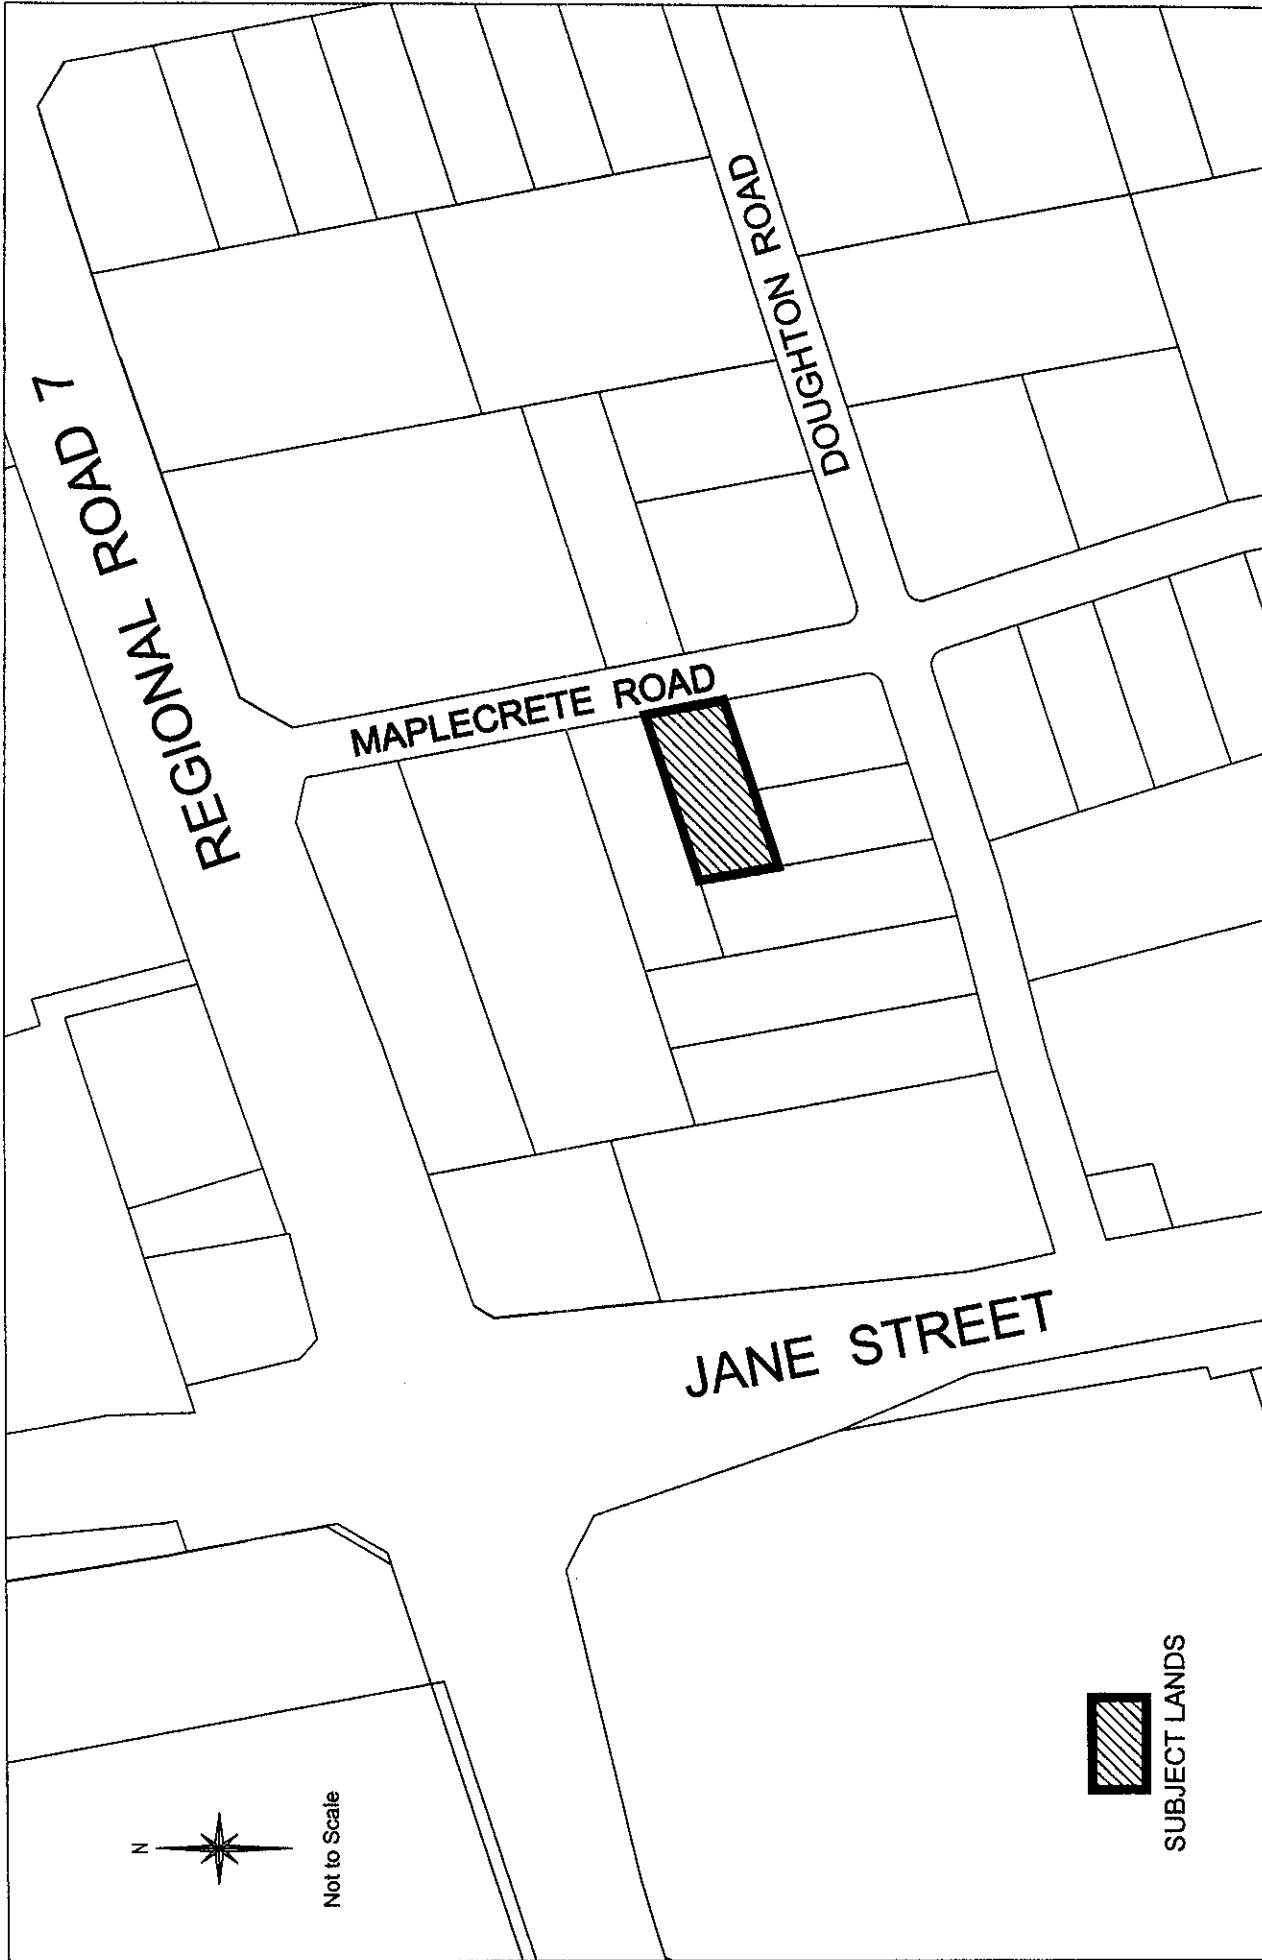 REGIONAL ROAD 7
DOUGHTON ROAD
MAPLECRETE ROAD
JANE STREET
N
Not to Scale
SUBJECT LANDS